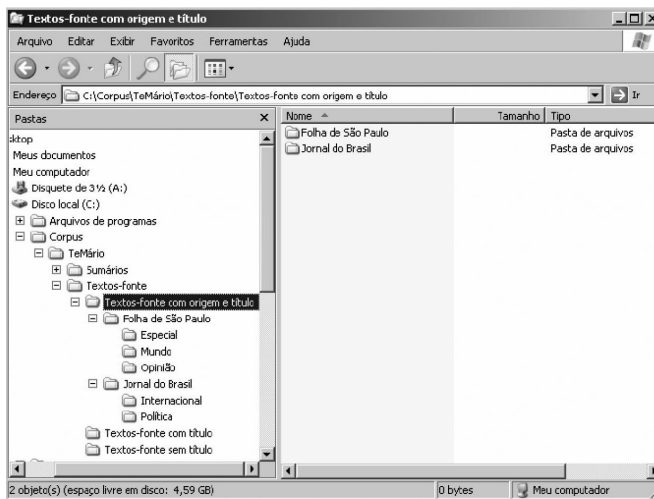 Textos-fonte com origem e título
Arquivo Editar Exibir Favoritos Ferramentas Ajuda
Endereço C:\Corpus\TeMário\Textos-fonte\Textos-fonte com origem e título Ir
Pastas
Nome Tamanho Tipo
Folha de São Paulo Pasta de arquivos
Jornal do Brasil Pasta de arquivos
sktop
Meus documentos
Meu computador
Disquete de 3½ (A:)
Disco local (C:)
Arquivos de programas
Corpus
TeMário
Sumários
Textos-fonte
Textos-fonte com origem e título
Folha de São Paulo
Especial
Mundo
Opinião
Jornal do Brasil
Internacional
Política
Textos-fonte com título
Textos-fonte sem título
2 objeto(s) (espaço livre em disco: 4,59 GB) 0 bytes Meu computador